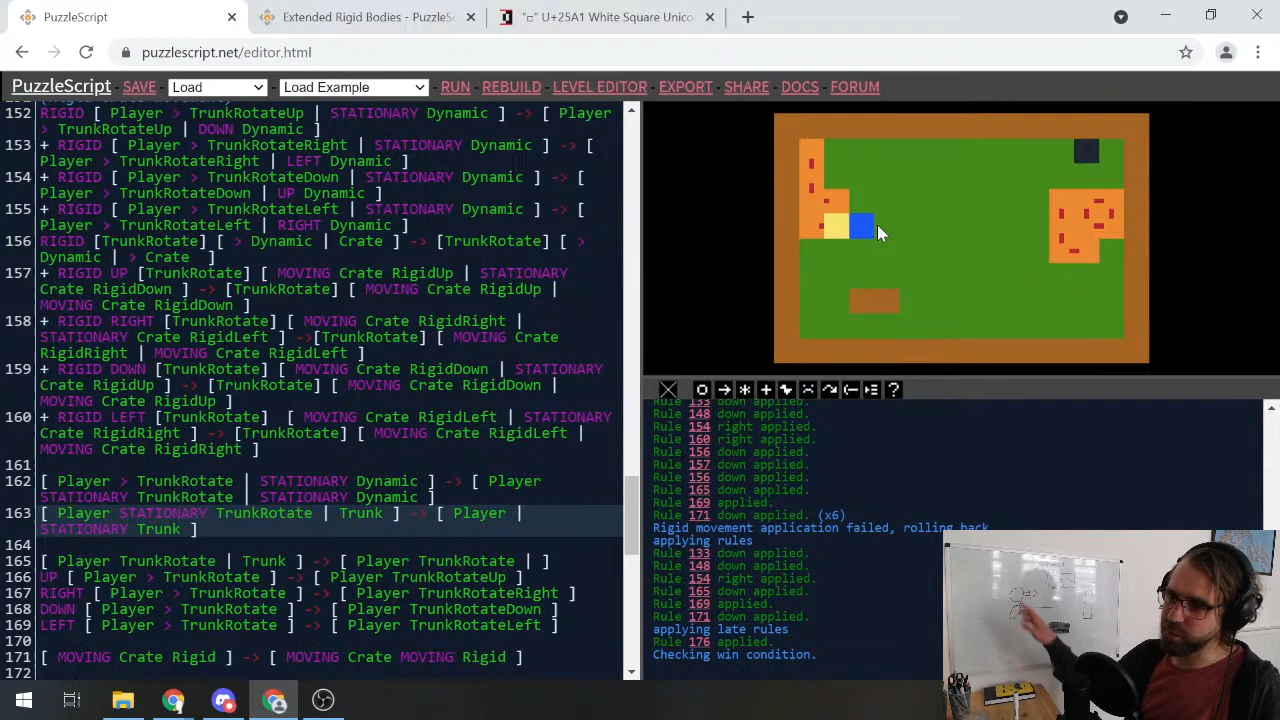 PuzzleScript
Extended Rigid Bodies - PuzzleSc
"□" U+25A1 White Square Unico
puzzlescript.net/editor.html
PuzzleScript SAVE Load Load Example RUN REBUILD LEVEL EDITOR EXPORT SHARE DOCS FORUM
152 RIGID [ Player > TrunkRotateUp | STATIONARY Dynamic ] -> [ Player
> TrunkRotateUp | DOWN Dynamic ]
153 + RIGID [ Player > TrunkRotateRight | STATIONARY Dynamic ] -> [
Player > TrunkRotateRight | LEFT Dynamic ]
154 + RIGID [ Player > TrunkRotateDown | STATIONARY Dynamic ] -> [
Player > TrunkRotateDown | UP Dynamic ]
155 + RIGID [ Player > TrunkRotateLeft | STATIONARY Dynamic ] -> [
Player > TrunkRotateLeft | RIGHT Dynamic ]
156 RIGID [TrunkRotate] [ > Dynamic | Crate ] -> [TrunkRotate] [ >
Dynamic | > Crate  ]
157 + RIGID UP [TrunkRotate] [ MOVING Crate RigidUp | STATIONARY
Crate RigidDown ] -> [TrunkRotate] [ MOVING Crate RigidUp |
MOVING Crate RigidDown ]
158 + RIGID RIGHT [TrunkRotate] [ MOVING Crate RigidRight |
STATIONARY Crate RigidLeft ] ->[TrunkRotate] [ MOVING Crate
RigidRight | MOVING Crate RigidLeft ]
159 + RIGID DOWN [TrunkRotate] [ MOVING Crate RigidDown | STATIONARY
Crate RigidUp ] -> [TrunkRotate] [ MOVING Crate RigidDown |
MOVING Crate RigidUp ]
160 + RIGID LEFT [TrunkRotate]  [ MOVING Crate RigidLeft | STATIONARY
Crate RigidRight ] -> [TrunkRotate] [ MOVING Crate RigidLeft |
MOVING Crate RigidRight ]
161
162 [ Player > TrunkRotate | STATIONARY Dynamic ] -> [ Player
STATIONARY TrunkRotate | STATIONARY Dynamic ]
163 [ Player STATIONARY TrunkRotate | Trunk ] -> [ Player |
STATIONARY Trunk ]
164
165 [ Player TrunkRotate | Trunk ] -> [ Player TrunkRotate | ]
166 UP [ Player > TrunkRotate ] -> [ Player TrunkRotateUp ]
167 RIGHT [ Player > TrunkRotate ] -> [ Player TrunkRotateRight ]
168 DOWN [ Player > TrunkRotate ] -> [ Player TrunkRotateDown ]
169 LEFT [ Player > TrunkRotate ] -> [ Player TrunkRotateLeft ]
170
171 [ MOVING Crate Rigid ] -> [ MOVING Crate MOVING Rigid ]
172
Rule 133 down applied.
Rule 148 down applied.
Rule 154 right applied.
Rule 160 right applied.
Rule 156 down applied.
Rule 157 down applied.
Rule 156 down applied.
Rule 165 down applied.
Rule 169 applied.
Rule 171 down applied. (x6)
Rigid movement application failed, rolling back
applying rules
Rule 133 down applied.
Rule 148 down applied.
Rule 154 right applied.
Rule 165 down applied.
Rule 169 applied.
Rule 171 down applied.
applying late rules
Rule 176 applied.
Checking win condition.